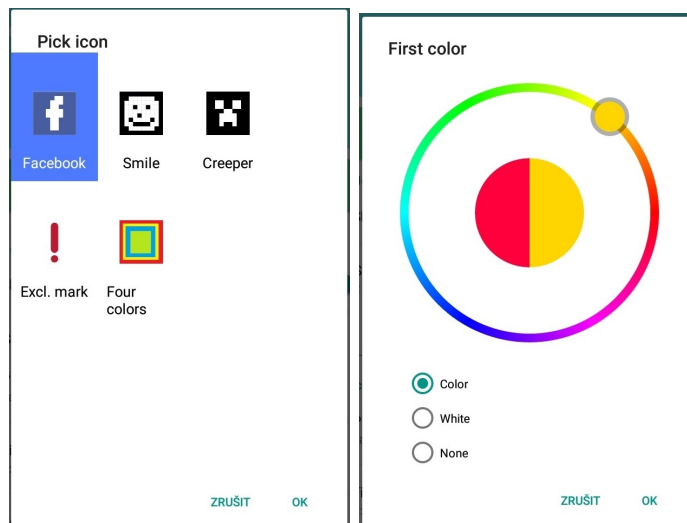 Pick icon
Facebook
Smile
Creeper
Excl. mark
Four
colors
ZRUŠIT
OK
First color
Color
White
None
ZRUŠIT
OK